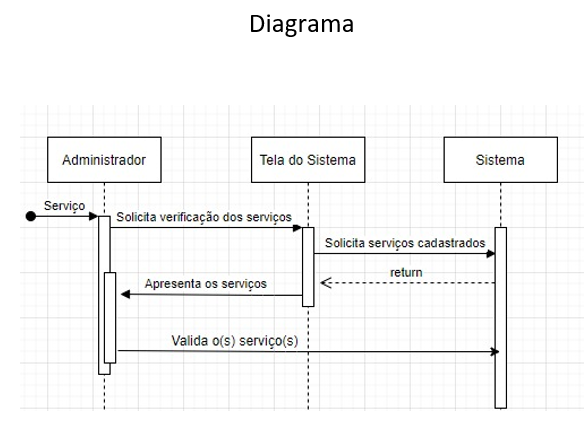 Diagrama
Administrador
Tela do Sistema
Sistema
Serviço
Solicita verificação dos serviços
Solicita serviços cadastrados
return
Apresenta os serviços
Valida o(s) serviço(s)